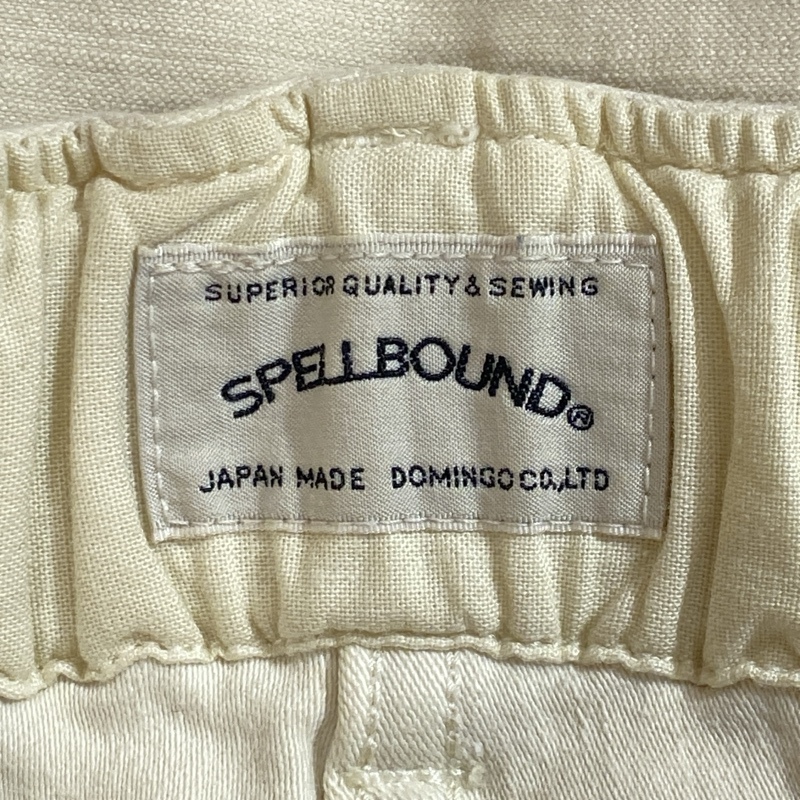 SUPERIOR QUALITY & SEWING
SPELLBOUND®
JAPAN MADE DOMINGO CO.,LTD